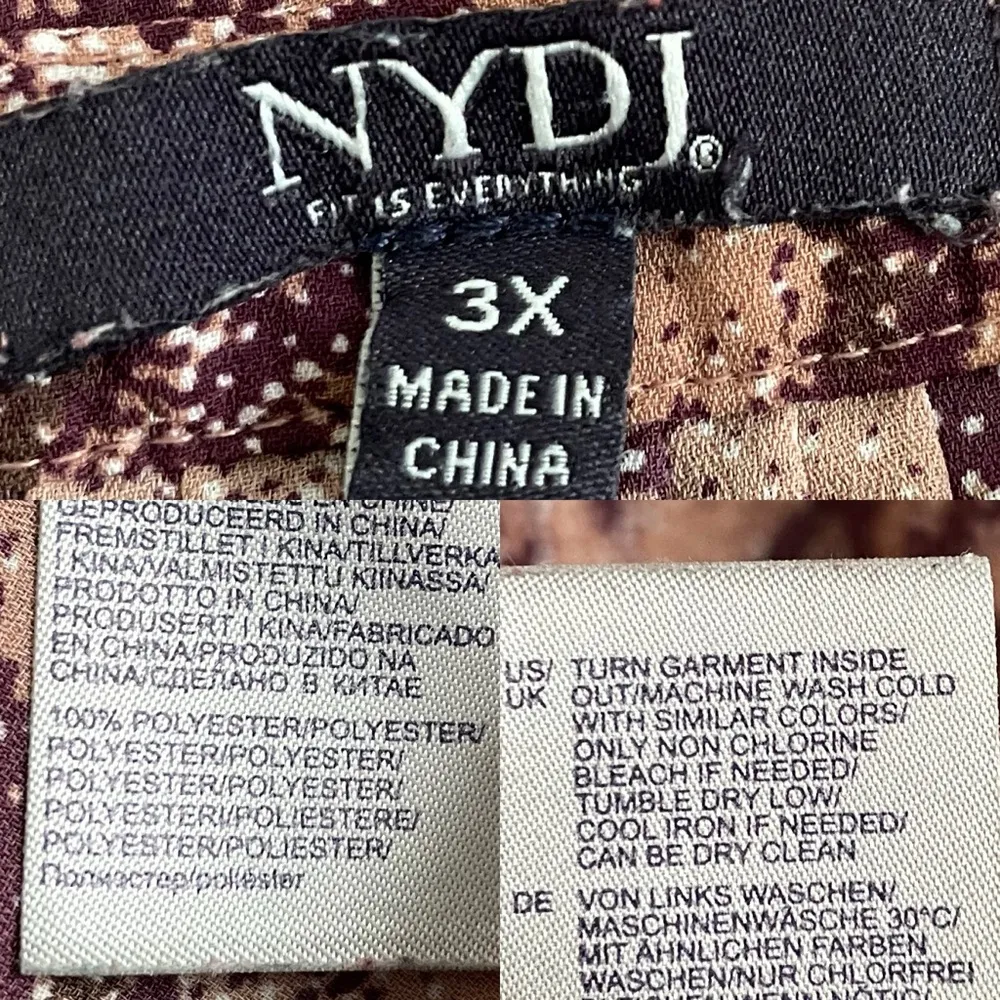 NYDJ®
FIT IS EVERYTHING
3X
MADE IN
CHINA
GEPRODUCEERD IN CHINA/
FREMSTILLET I KINA/TILLVERKA
I KINA/VALMISTETTU KIINASSA/
PRODOTTO IN CHINA/
PRODUSERT I KINA/FABRICADO
EN CHINA/PRODUZIDO NA
CHINA/СДЕЛАНО В КИТАЕ
100% POLYESTER/POLYESTER/
POLYESTER/POLYESTER/
POLYESTER/POLYESTER/
POLYESTERI/POLIESTERE/
POLYESTER/POLIESTER/
Полиэстер/poliester
US/ TURN GARMENT INSIDE
UK OUT/MACHINE WASH COLD
WITH SIMILAR COLORS/
ONLY NON CHLORINE
BLEACH IF NEEDED/
TUMBLE DRY LOW/
COOL IRON IF NEEDED/
CAN BE DRY CLEAN
DE VON LINKS WASCHEN/
MASCHINENWÄSCHE 30°C/
MIT ÄHNLICHEN FARBEN
WASCHEN/NUR CHLORFREI